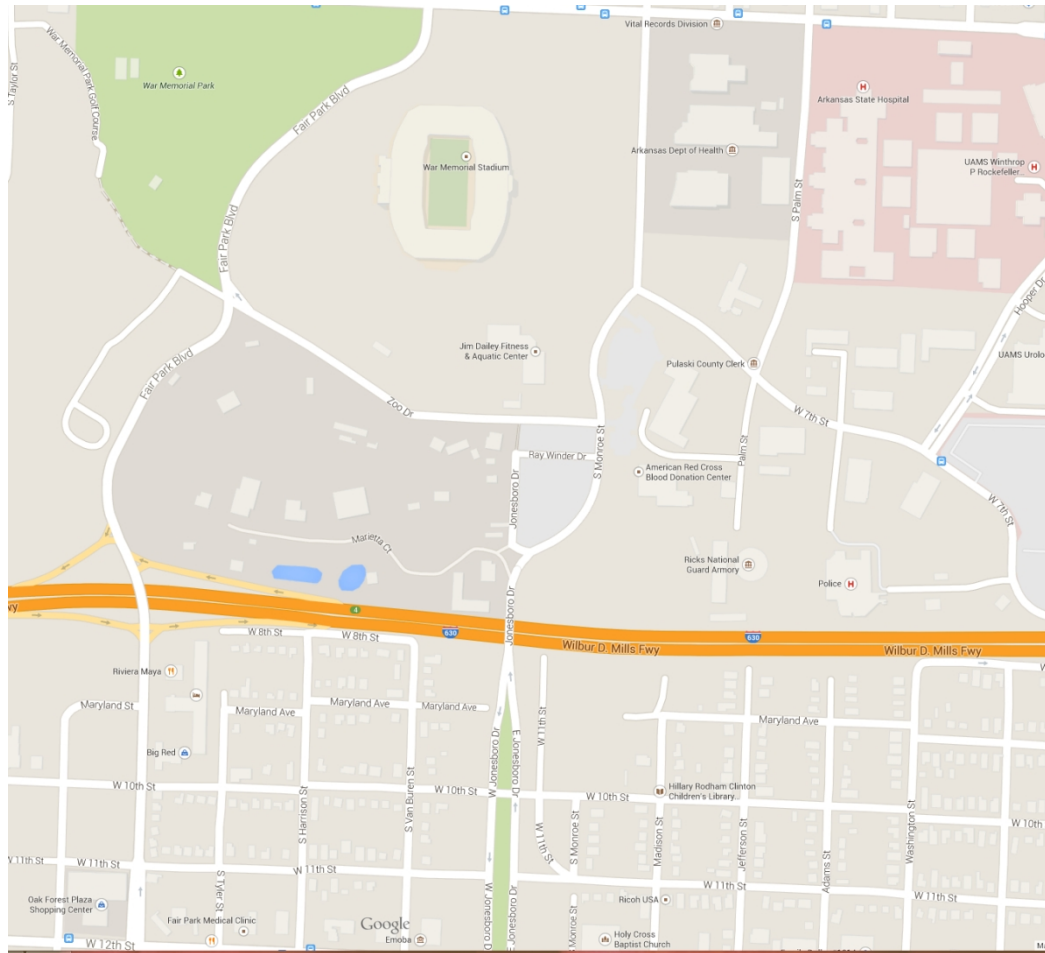 Vital Records Division
S Taylor St
War Memorial Park Golf Course
War Memorial Park
Fair Park Blvd
Arkansas State Hospital
War Memorial Stadium
Arkansas Dept of Health
UAMS Winthrop
P Rockefeller...
S Palm St
Fair Park Blvd
Hooper Dr
Jim Dailey Fitness
& Aquatic Center
Pulaski County Clerk
UAMS Urolo
Fair Park Blvd
Zoo Dr
W 7th St
S Monroe St
Palm St
Ray Winder Dr
American Red Cross
Blood Donation Center
Jonesboro Dr
W 7th St
Marietta Ct
Ricks National
Guard Armory
Police
4
Jonesboro Dr
wy
W 8th St
W 8th St
630
Wilbur D. Mills Fwy
630
Wilbur D. Mills Fwy
Riviera Maya
Maryland St
Maryland Ave
Maryland Ave
W 11th St
Maryland Ave
Big Red
W Jonesboro Dr
E Jonesboro Dr
W 10th St
S Harrison St
S Van Buren St
W 10th St
W 10th St
Hillary Rodham Clinton
Children's Library...
W 10th
W 11th St
S Monroe St
Madison St
Jefferson St
Adams St
Washington St
W 11th St
W 11th St
S Tyler St
W 11th St
W 11th St
Oak Forest Plaza
Shopping Center
Fair Park Medical Clinic
Google
Emoba
W Jonesboro D
E Jonesboro Dr
S Monroe St
Ricoh USA
Holy Cross
Baptist Church
W 12th St